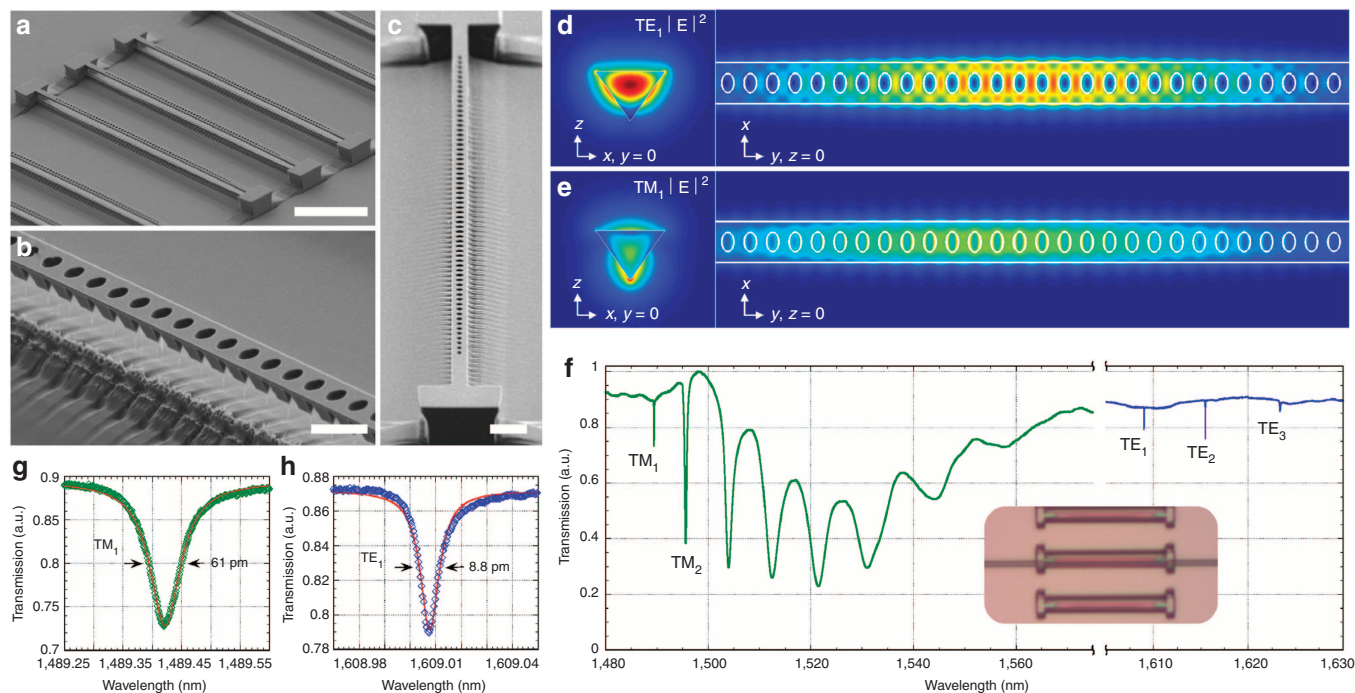 a
b
c
d
TE₁ | E |²
z
x, y = 0
x
y, z = 0
e
TM₁ | E |²
z
x, y = 0
x
y, z = 0
f
Transmission (a.u.)
1
0.8
0.6
0.4
0.2
0
TM₁
TM₂
TE₁
TE₂
TE₃
1,480
1,500
1,520
1,540
1,560
1,610
1,620
1,630
Wavelength (nm)
g
Transmission (a.u.)
0.9
0.85
0.8
0.75
0.7
TM₁
61 pm
1,489.25
1,489.35
1,489.45
1,489.55
Wavelength (nm)
h
Transmission (a.u.)
0.88
0.86
0.84
0.82
0.8
0.78
TE₁
8.8 pm
1,608.98
1,609.01
1,609.04
Wavelength (nm)